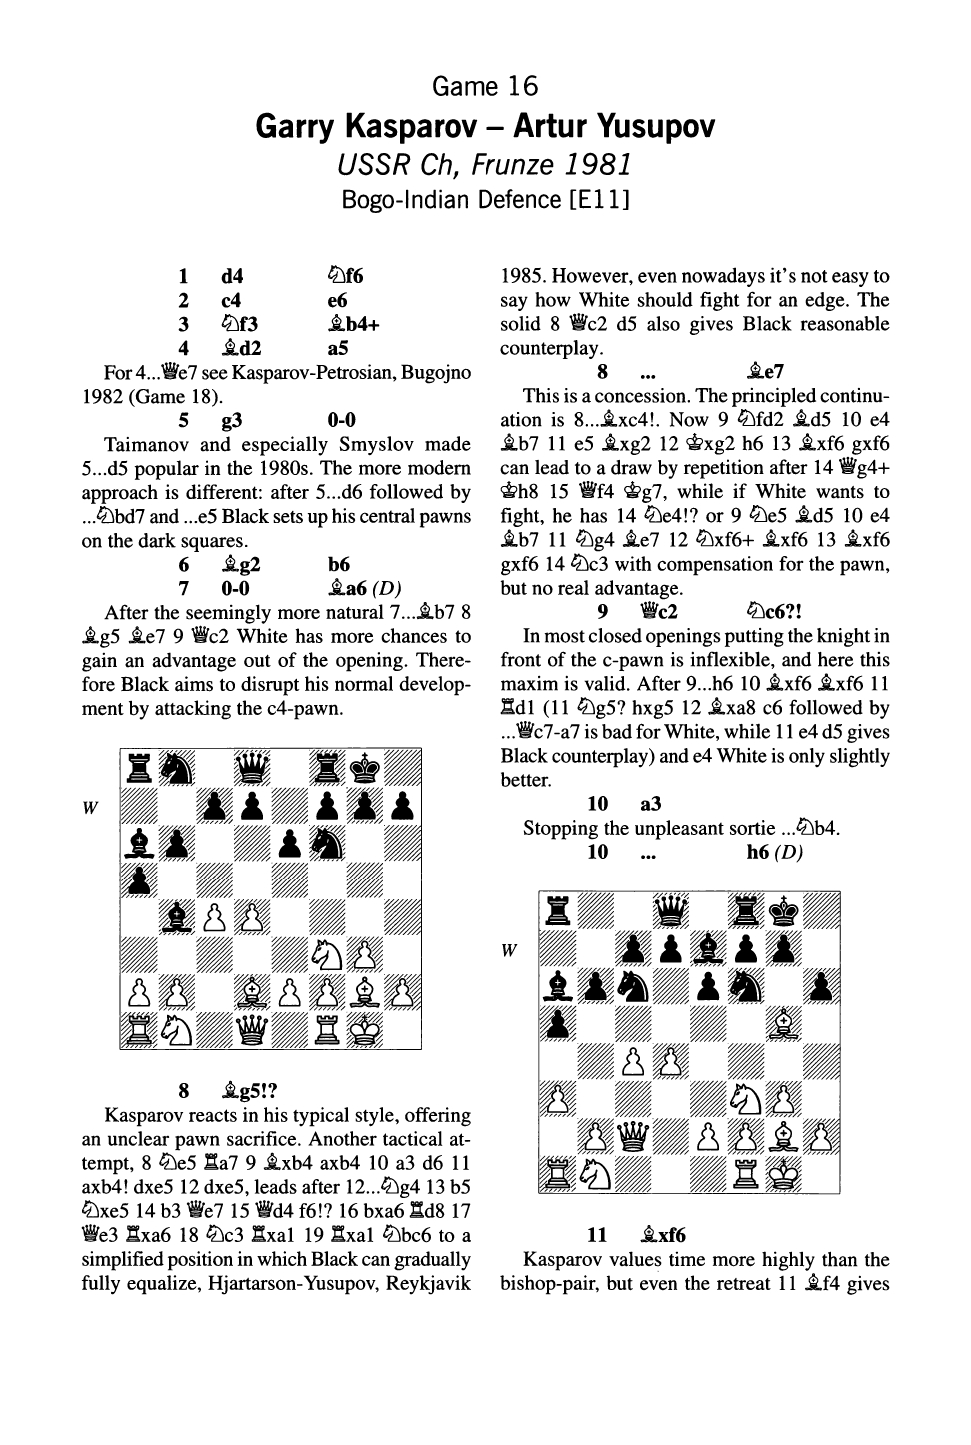 Game 16
Garry Kasparov – Artur Yusupov
USSR Ch, Frunze 1981
Bogo-Indian Defence [E11]
1 d4 ♘f6
2 c4 e6
3 ♘f3 ♗b4+
4 ♗d2 a5
For 4...♕e7 see Kasparov-Petrosian, Bugojno
1982 (Game 18).
5 g3 0-0
Taimanov and especially Smyslov made
5...d5 popular in the 1980s. The more modern
approach is different: after 5...d6 followed by
...♘bd7 and ...e5 Black sets up his central pawns
on the dark squares.
6 ♗g2 b6
7 0-0 ♗a6 (D)
After the seemingly more natural 7...♗b7 8
♗g5 ♗e7 9 ♕c2 White has more chances to
gain an advantage out of the opening. There-
fore Black aims to disrupt his normal develop-
ment by attacking the c4-pawn.
W
8 ♗g5!?
Kasparov reacts in his typical style, offering
an unclear pawn sacrifice. Another tactical at-
tempt, 8 ♘e5 ♖a7 9 ♗xb4 axb4 10 a3 d6 11
axb4! dxe5 12 dxe5, leads after 12...♘g4 13 b5
♘xe5 14 b3 ♕e7 15 ♕d4 f6!? 16 bxa6 ♖d8 17
♕e3 ♖xa6 18 ♘c3 ♖xa1 19 ♖xa1 ♘bc6 to a
simplified position in which Black can gradually
fully equalize, Hjartarson-Yusupov, Reykjavik
1985. However, even nowadays it's not easy to
say how White should fight for an edge. The
solid 8 ♕c2 d5 also gives Black reasonable
counterplay.
8 ... ♗e7
This is a concession. The principled continu-
ation is 8...♗xc4!. Now 9 ♘fd2 ♗d5 10 e4
♗b7 11 e5 ♗xg2 12 ♔xg2 h6 13 ♗xf6 gxf6
can lead to a draw by repetition after 14 ♕g4+
♔h8 15 ♕f4 ♔g7, while if White wants to
fight, he has 14 ♘e4!? or 9 ♘e5 ♗d5 10 e4
♗b7 11 ♘g4 ♗e7 12 ♘xf6+ ♗xf6 13 ♗xf6
gxf6 14 ♘c3 with compensation for the pawn,
but no real advantage.
9 ♕c2 ♘c6?!
In most closed openings putting the knight in
front of the c-pawn is inflexible, and here this
maxim is valid. After 9...h6 10 ♗xf6 ♗xf6 11
♖d1 (11 ♘g5? hxg5 12 ♗xa8 c6 followed by
...♕c7-a7 is bad for White, while 11 e4 d5 gives
Black counterplay) and e4 White is only slightly
better.
10 a3
Stopping the unpleasant sortie ...♘b4.
10 ... h6 (D)
W
11 ♗xf6
Kasparov values time more highly than the
bishop-pair, but even the retreat 11 ♗f4 gives